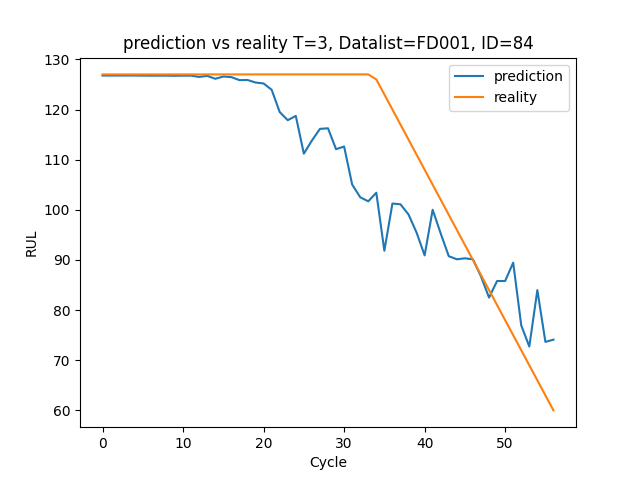 prediction vs reality T=3, Datalist=FD001, ID=84
prediction
reality
RUL
130
120
110
100
90
80
70
60
0 10 20 30 40 50
Cycle